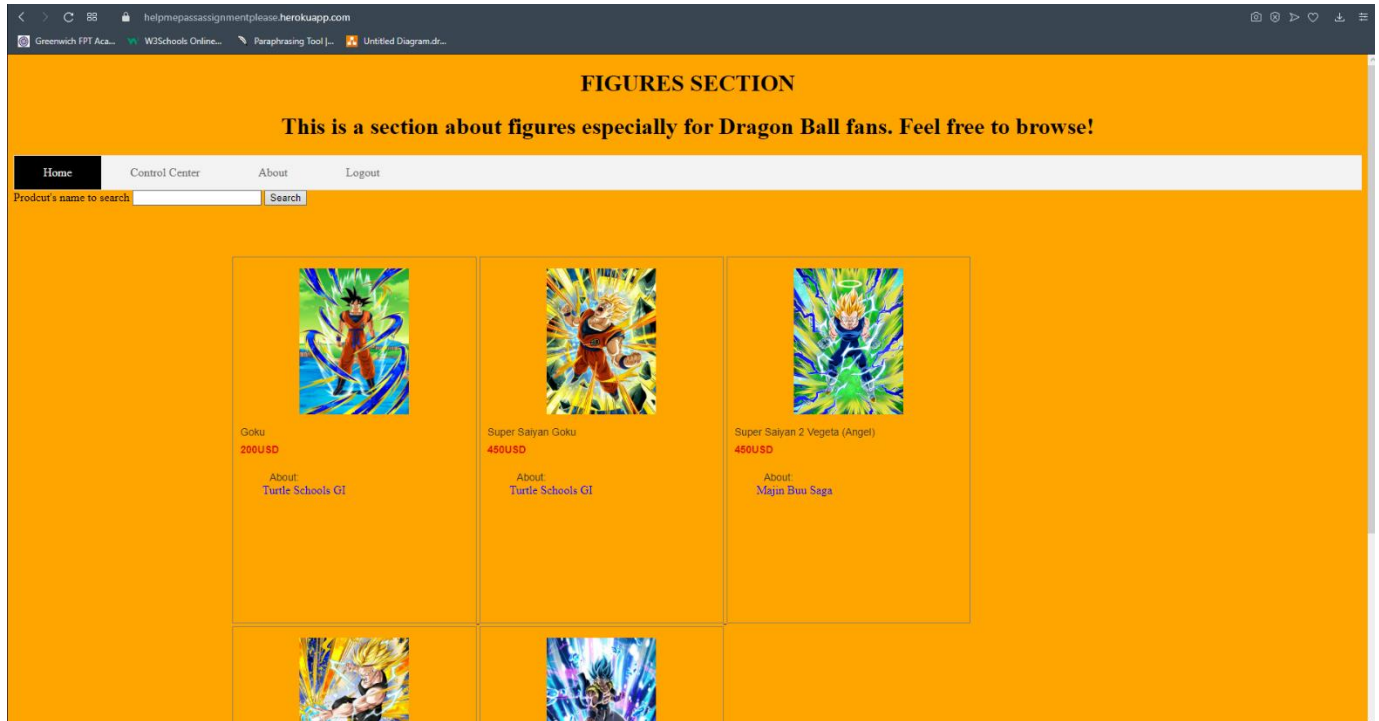 helpmepassassignmentplease.herokuapp.com
Greenwich FPT Aca... W3Schools Online... Paraphrasing Tool |... Untitled Diagram.dr...
FIGURES SECTION
This is a section about figures especially for Dragon Ball fans. Feel free to browse!
Home Control Center About Logout
Prodcut's name to search Search
Goku Super Saiyan Goku Super Saiyan 2 Vegeta (Angel)
200USD 450USD 450USD
About: About: About:
Turtle Schools GI Turtle Schools GI Majin Buu Saga